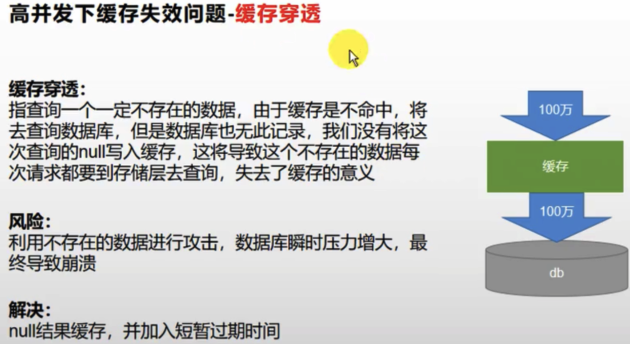 高并发下缓存失效问题-缓存穿透
缓存穿透：
指查询一个一定不存在的数据，由于缓存是不命中，将
去查询数据库，但是数据库也无此记录，我们没有将这
次查询的null写入缓存，这将导致这个不存在的数据每
次请求都要到存储层去查询，失去了缓存的意义
风险：
利用不存在的数据进行攻击，数据库瞬时压力增大，最
终导致崩溃
解决：
null结果缓存，并加入短暂过期时间
100万
缓存
100万
db